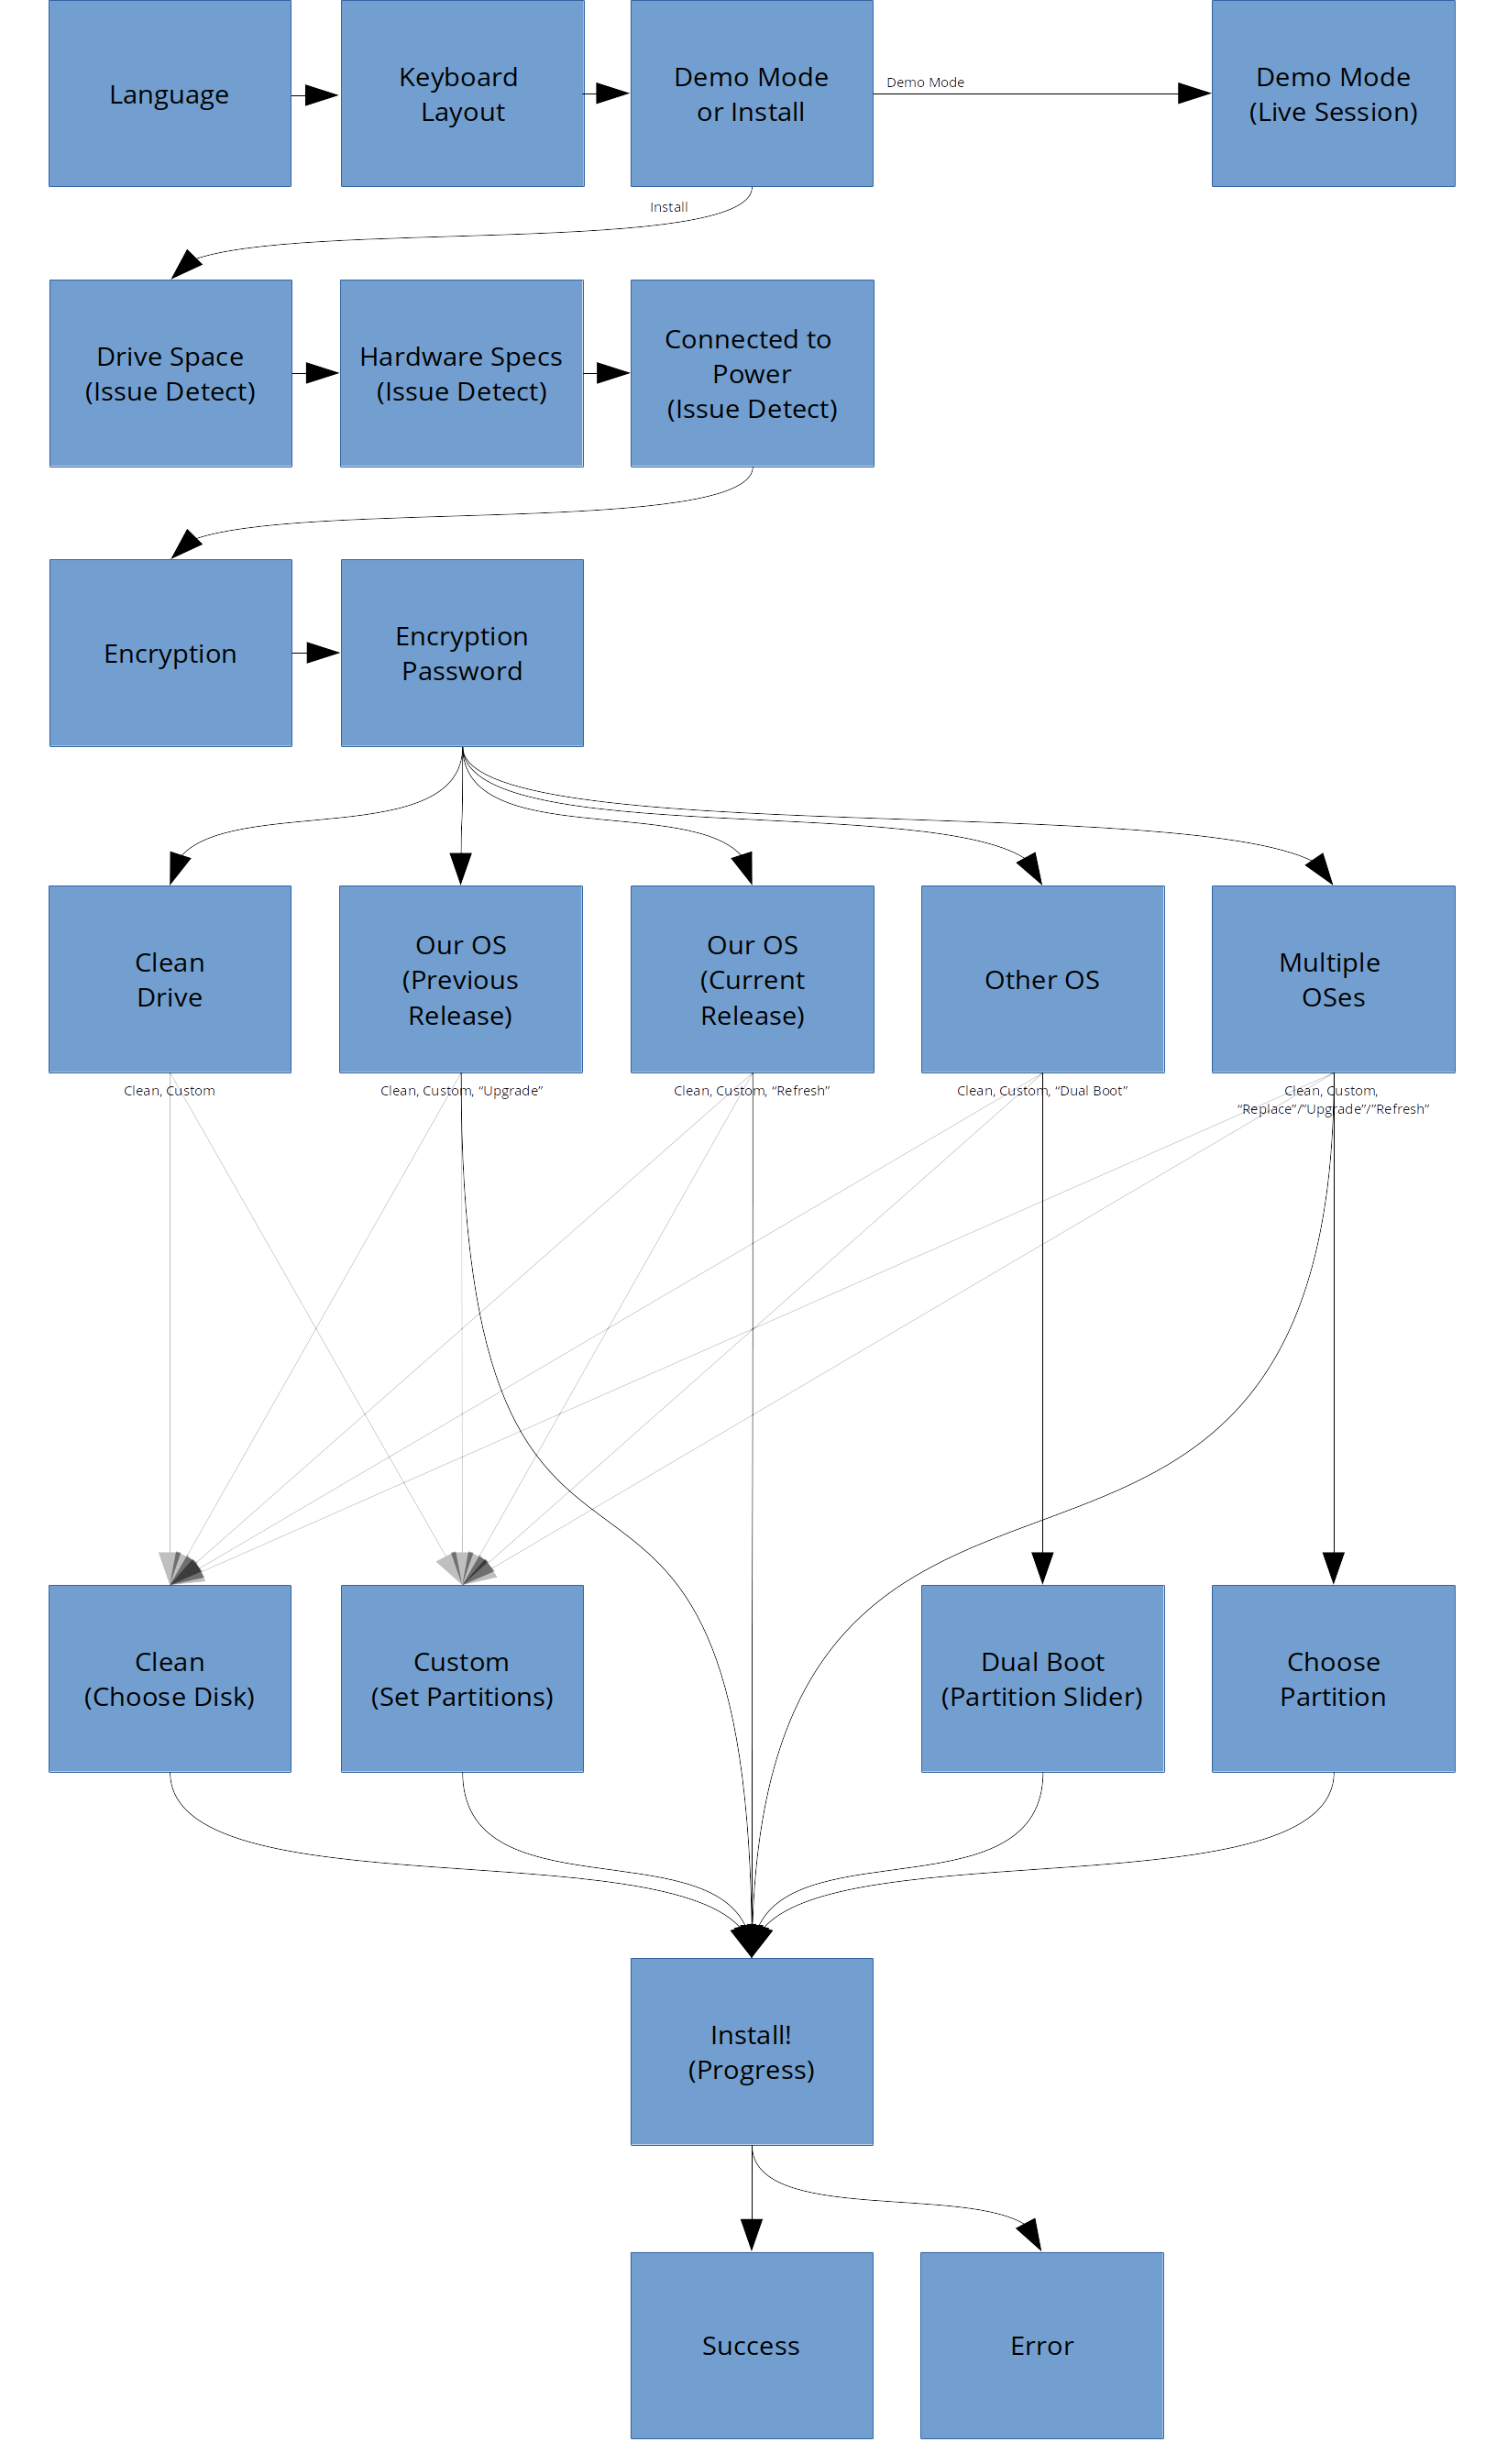 Language
Keyboard
Layout
Demo Mode
or Install
Demo Mode
Demo Mode
(Live Session)
Install
Drive Space
(Issue Detect)
Hardware Specs
(Issue Detect)
Connected to
Power
(Issue Detect)
Encryption
Encryption
Password
Clean
Drive
Our OS
(Previous
Release)
Our OS
(Current
Release)
Other OS
Multiple
OSes
Clean, Custom
Clean, Custom, “Upgrade”
Clean, Custom, “Refresh”
Clean, Custom, “Dual Boot”
Clean, Custom,
“Replace”/”Upgrade”/”Refresh”
Clean
(Choose Disk)
Custom
(Set Partitions)
Dual Boot
(Partition Slider)
Choose
Partition
Install!
(Progress)
Success
Error